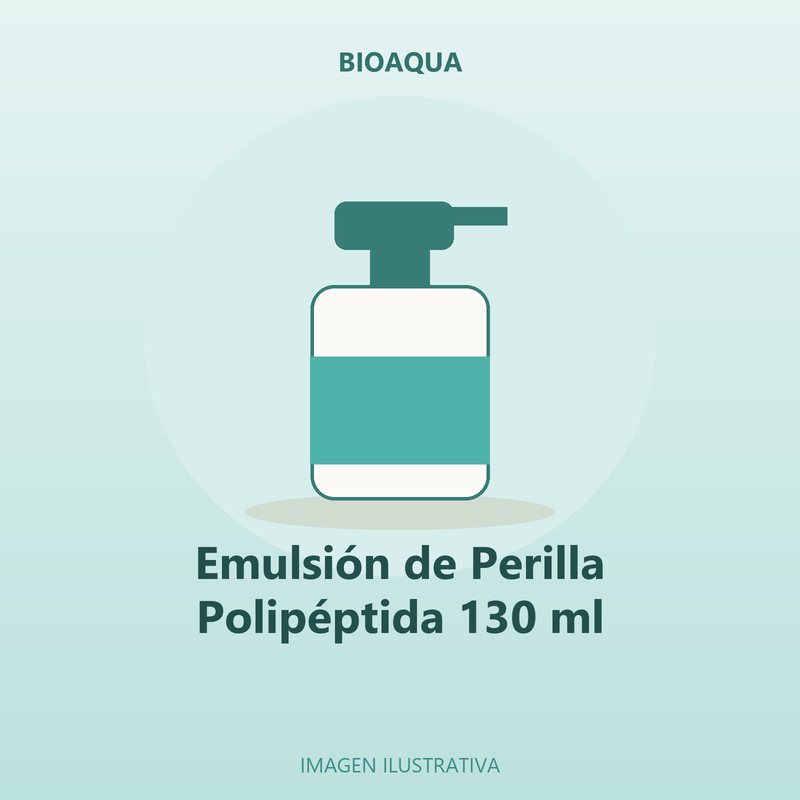 BIOAQUA
Emulsión de Perilla
Polipéptida 130 ml
IMAGEN ILUSTRATIVA